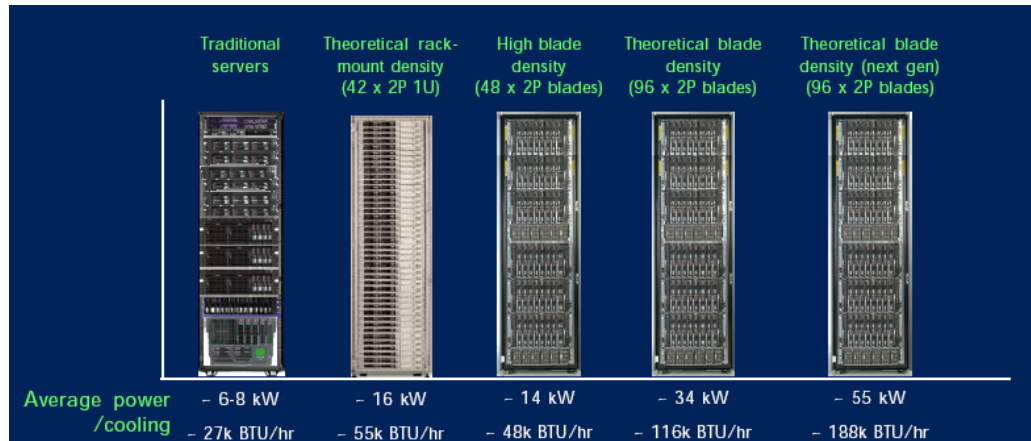 Traditional
servers
Theoretical rack-
mount density
(42 x 2P 1U)
High blade
density
(48 x 2P blades)
Theoretical blade
density
(96 x 2P blades)
Theoretical blade
density (next gen)
(96 x 2P blades)
Average power
/cooling
~ 6-8 kW
~ 16 kW
~ 14 kW
~ 34 kW
~ 55 kW
~ 27k BTU/hr
~ 55k BTU/hr
~ 48k BTU/hr
~ 116k BTU/hr
~ 188k BTU/hr